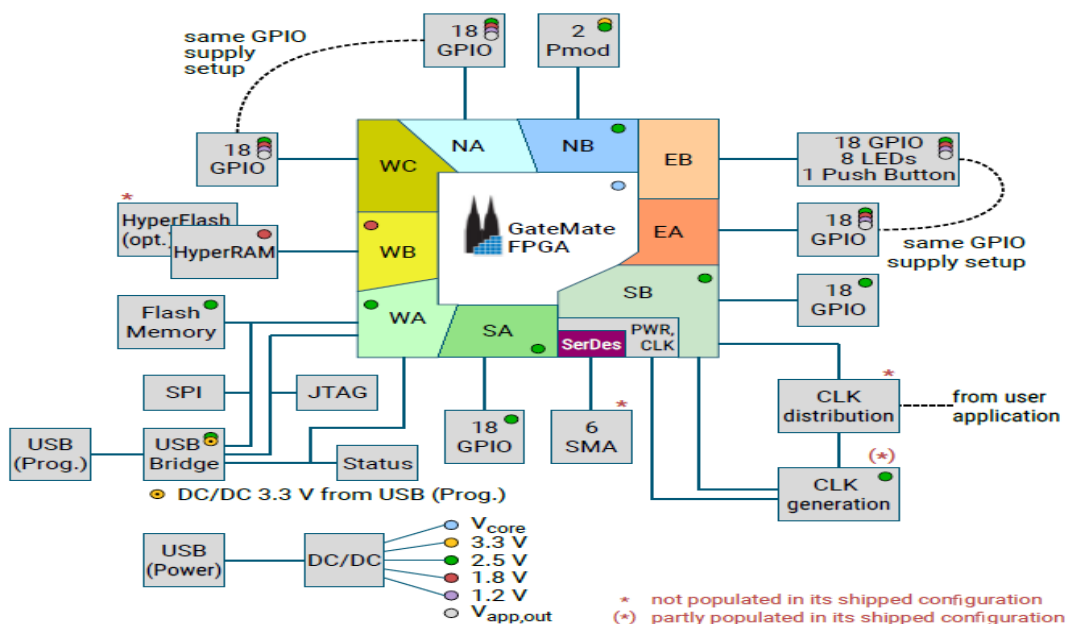 same GPIO
supply
setup
18
GPIO
2
Pmod
18
GPIO
WC
NA
NB
EB
18 GPIO
8 LEDs
1 Push Button
*
HyperFlash
(opt.)
HyperRAM
WB
GateMate
FPGA
EA
18
GPIO
same GPIO
supply setup
Flash
Memory
WA
SA
SB
SerDes
PWR,
CLK
18
GPIO
SPI
JTAG
18
GPIO
*
6
SMA
*
CLK
distribution
from user
application
USB
(Prog.)
USB
Bridge
Status
(*)
CLK
generation
DC/DC 3.3 V from USB (Prog.)
USB
(Power)
DC/DC
Vcore
3.3 V
2.5 V
1.8 V
1.2 V
Vapp,out
* not populated in its shipped configuration
(*) partly populated in its shipped configuration